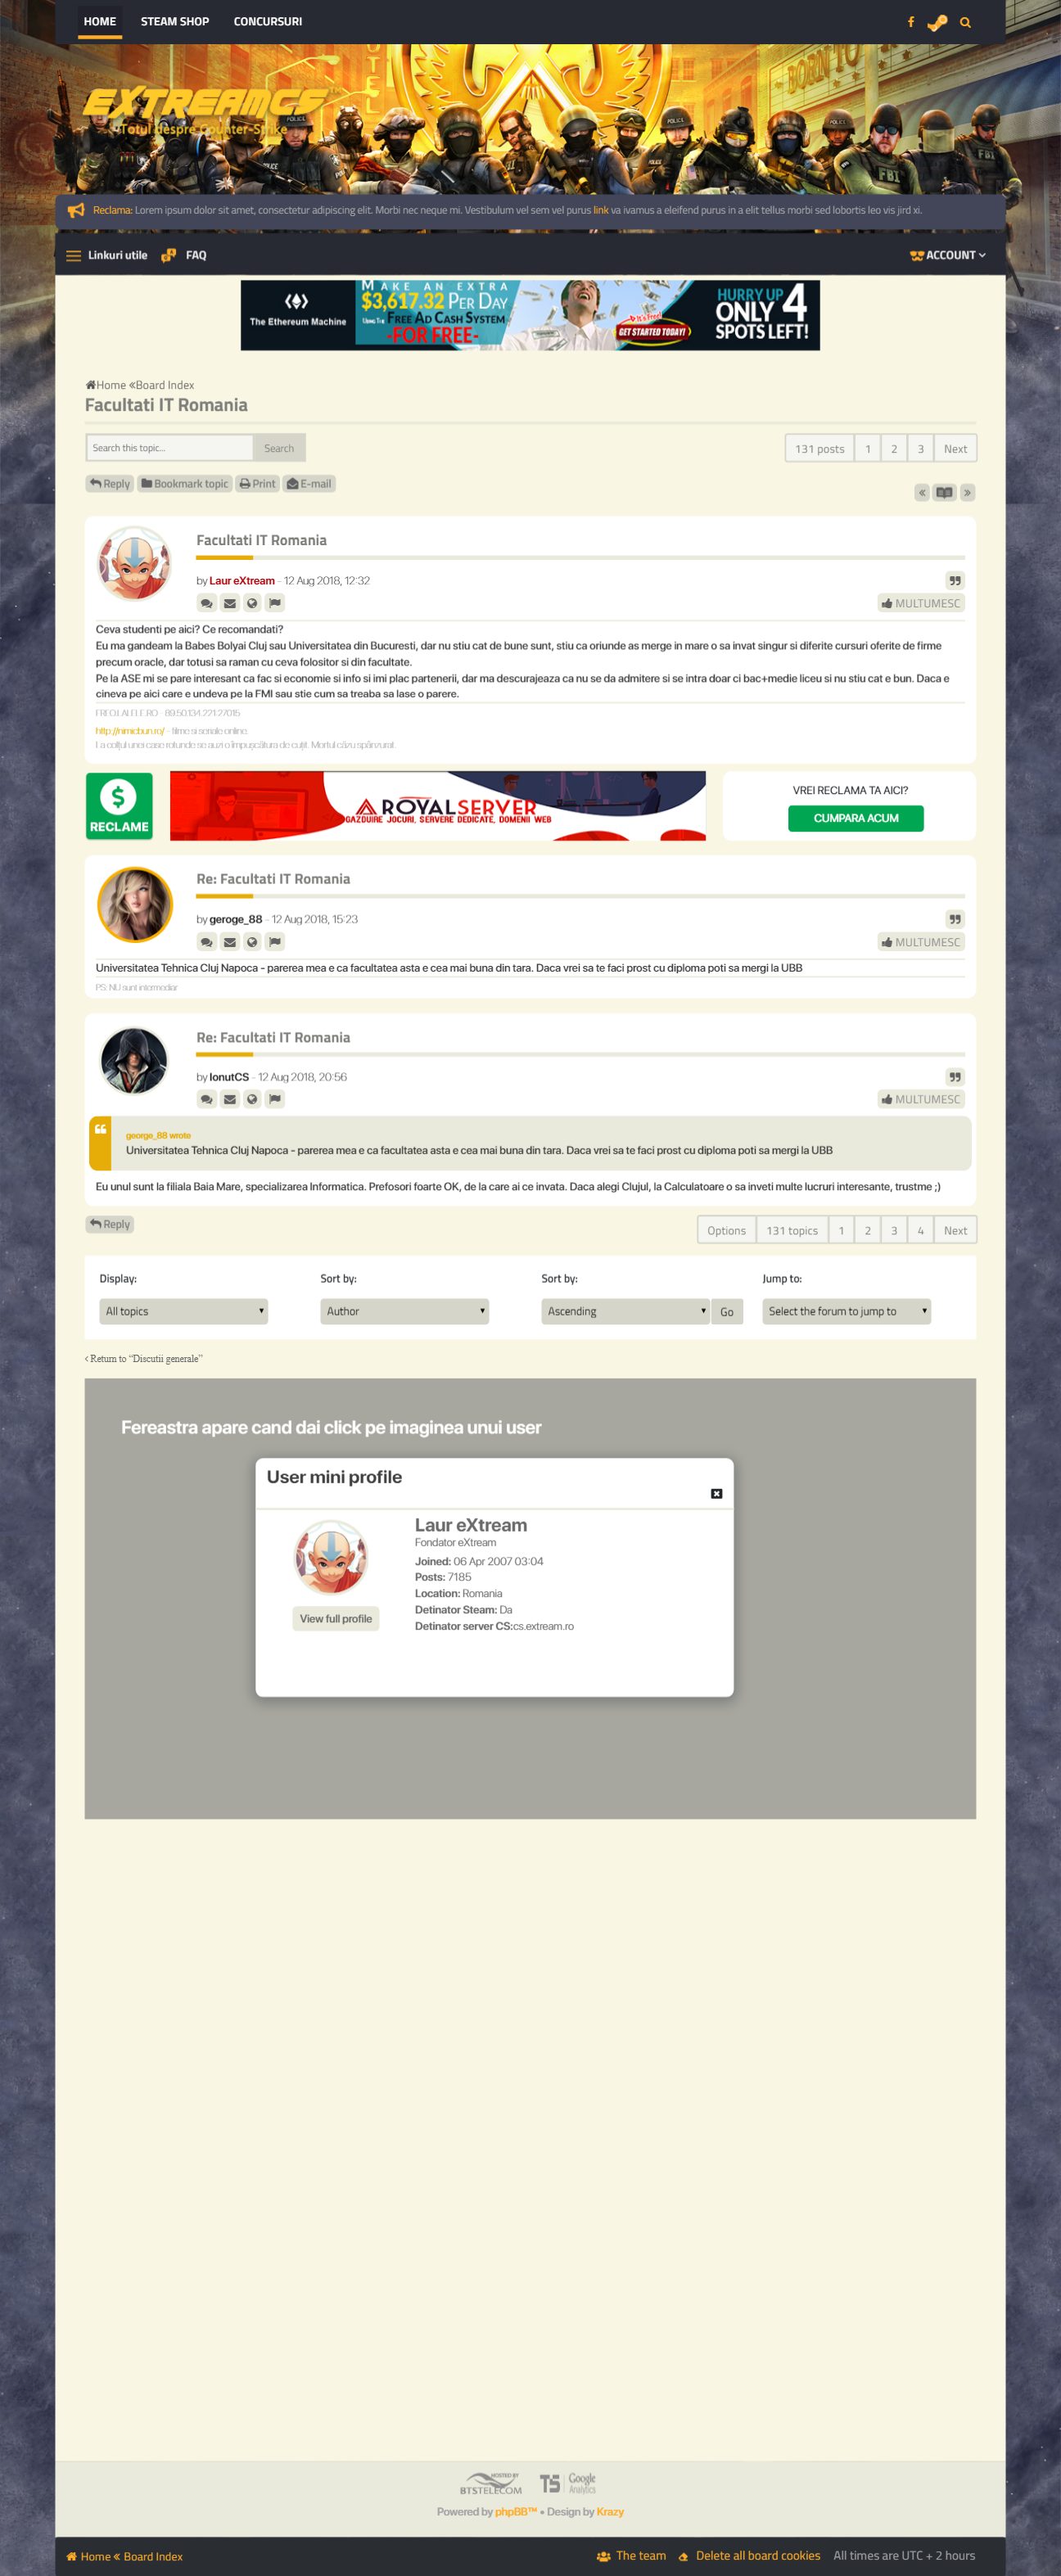 HOME STEAM SHOP CONCURSURI
BORN TO
EXTREAMCS
Totul despre Counter-Strike
POLICE
FBI
Reclama: Lorem ipsum dolor sit amet, consectetur adipiscing elit. Morbi nec neque mi. Vestibulum vel sem vel purus link va ivamus a eleifend purus in a elit tellus morbi sed lobortis leo vis jird xi.
Linkuri utile FAQ ACCOUNT
The Ethereum Machine
MAKE AN EXTRA
$3,617.32 PER DAY
USING THE FREE AD CASH SYSTEM
-FOR FREE-
It's Free!
GET STARTED TODAY!
HURRY UP
ONLY 4
SPOTS LEFT!
Home «Board Index
Facultati IT Romania
Search this topic... Search 131 posts 1 2 3 Next
Reply Bookmark topic Print E-mail « »
Facultati IT Romania
by Laur eXtream - 12 Aug 2018, 12:32
MULTUMESC
Ceva studenti pe aici? Ce recomandati?
Eu ma gandeam la Babes Bolyai Cluj sau Universitatea din Bucuresti, dar nu stiu cat de bune sunt, stiu ca oriunde as merge in mare o sa invat singur si diferite cursuri oferite de firme
precum oracle, dar totusi sa raman cu ceva folositor si din facultate.
Pe la ASE mi se pare interesant ca fac si economie si info si imi plac partenerii, dar ma descurajeaza ca nu se da admitere si se intra doar ci bac+medie liceu si nu stiu cat e bun. Daca e
cineva pe aici care e undeva pe la FMI sau stie cum sa treaba sa lase o parere.
- 89.50.134.221:27015
http://nimicbun.ro/ - filme si seriale online.
La colțul unei case rotunde se auzi o împușcătura de cuțit. Mortul căzu spânzurat.
$
RECLAME
ROYALSERVER
GAZDUIRE JOCURI, SERVERE DEDICATE, DOMENII WEB
VREI RECLAMA TA AICI?
CUMPARA ACUM
Re: Facultati IT Romania
by geroge_88 - 12 Aug 2018, 15:23
MULTUMESC
Universitatea Tehnica Cluj Napoca - parerea mea e ca facultatea asta e cea mai buna din tara. Daca vrei sa te faci prost cu diploma poti sa mergi la UBB
PS: NU sunt intermediar
Re: Facultati IT Romania
by IonutCS - 12 Aug 2018, 20:56
MULTUMESC
george_88 wrote
Universitatea Tehnica Cluj Napoca - parerea mea e ca facultatea asta e cea mai buna din tara. Daca vrei sa te faci prost cu diploma poti sa mergi la UBB
Eu unul sunt la filiala Baia Mare, specializarea Informatica. Prefosori foarte OK, de la care ai ce invata. Daca alegi Clujul, la Calculatoare o sa inveti multe lucruri interesante, trustme ;)
Reply Options 131 topics 1 2 3 4 Next
Display: Sort by: Sort by: Jump to:
All topics Author Ascending Go Select the forum to jump to
‹ Return to “Discutii generale”
Fereastra apare cand dai click pe imaginea unui user
User mini profile
Laur eXtream
Fondator eXtream
Joined: 06 Apr 2007 03:04
Posts: 7185
Location: Romania
Detinator Steam: Da
Detinator server CS:cs.extream.ro
View full profile
HOSTED BY
BTSTELECOM
TS
Google
Analytics
Powered by phpBB™ • Design by Krazy
Home « Board Index The team Delete all board cookies All times are UTC + 2 hours